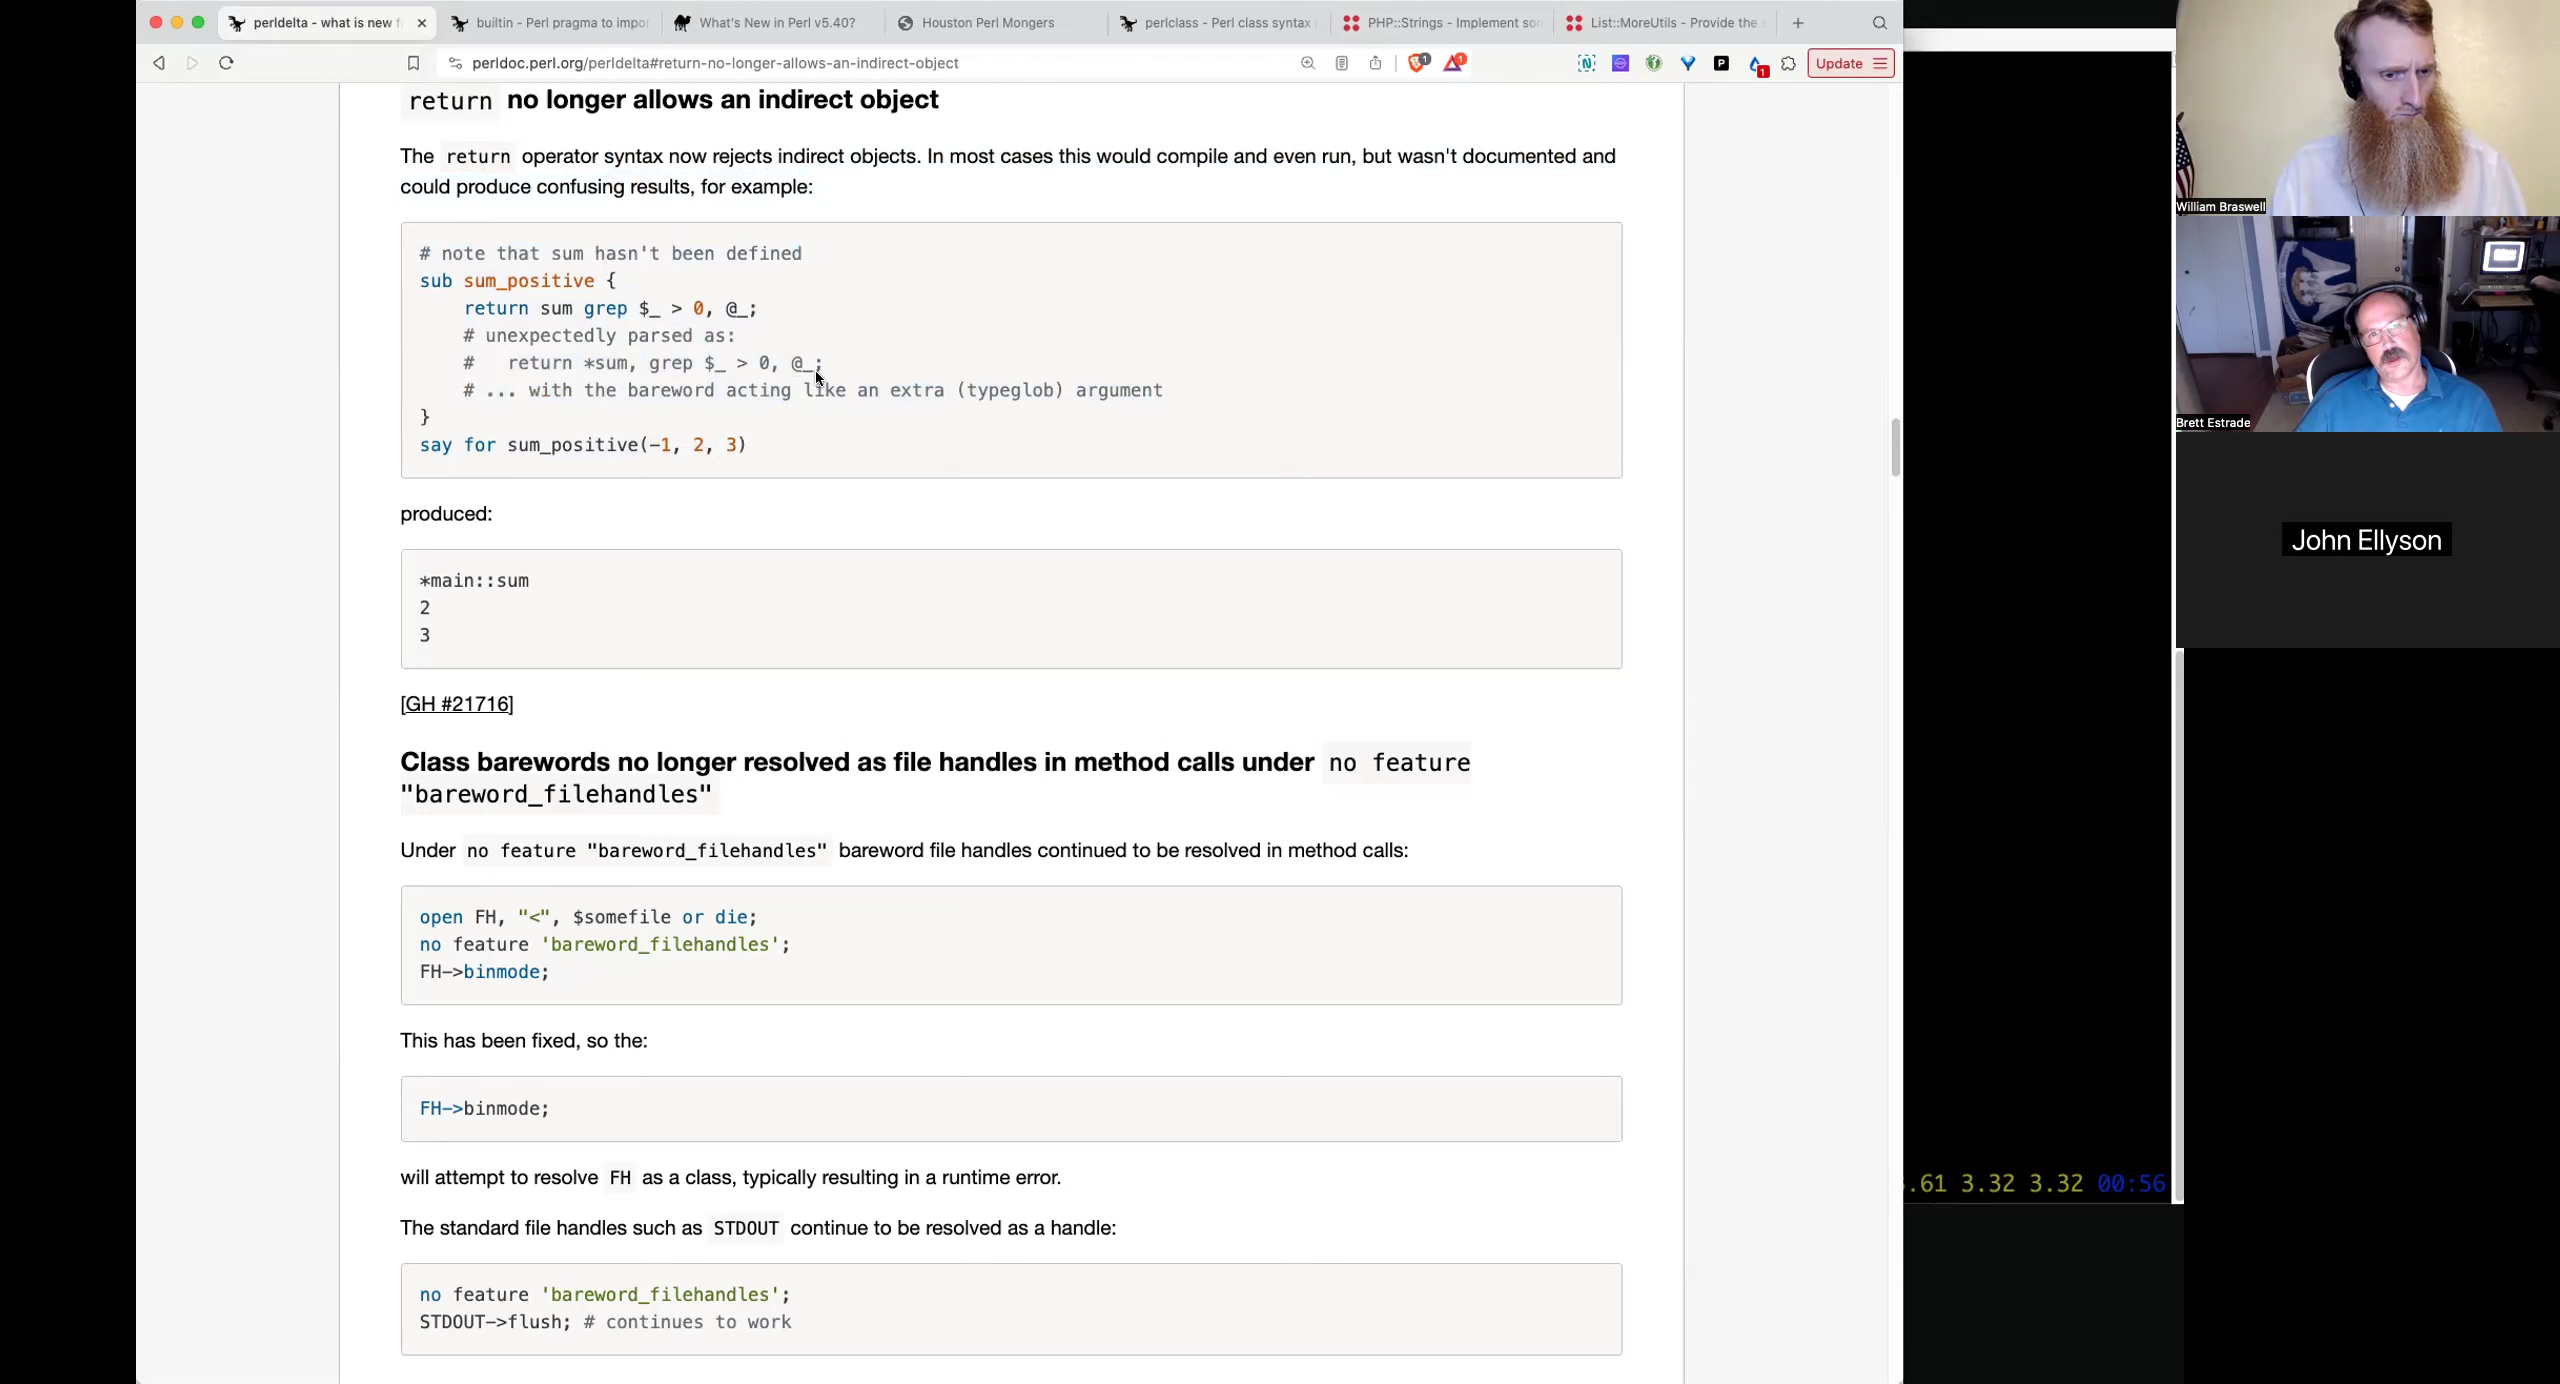 perldelta - what is new f
builtin - Perl pragma to impor
What's New in Perl v5.40?
Houston Perl Mongers
perlclass - Perl class syntax
PHP::Strings - Implement son
List::MoreUtils - Provide the s
perldoc.perl.org/perldelta#return-no-longer-allows-an-indirect-object
Update
return no longer allows an indirect object
The return operator syntax now rejects indirect objects. In most cases this would compile and even run, but wasn't documented and
could produce confusing results, for example:
# note that sum hasn't been defined
sub sum_positive {
return sum grep $_ > 0, @_;
# unexpectedly parsed as:
#   return *sum, grep $_ > 0, @_;
# ... with the bareword acting like an extra (typeglob) argument
}
say for sum_positive(-1, 2, 3)
produced:
*main::sum
2
3
[GH #21716]
Class barewords no longer resolved as file handles in method calls under no feature
"bareword_filehandles"
Under no feature "bareword_filehandles" bareword file handles continued to be resolved in method calls:
open FH, "<", $somefile or die;
no feature 'bareword_filehandles';
FH->binmode;
This has been fixed, so the:
FH->binmode;
will attempt to resolve FH as a class, typically resulting in a runtime error.
The standard file handles such as STDOUT continue to be resolved as a handle:
no feature 'bareword_filehandles';
STDOUT->flush; # continues to work
William Braswell
Brett Estrade
John Ellyson
.61 3.32 3.32 00:56